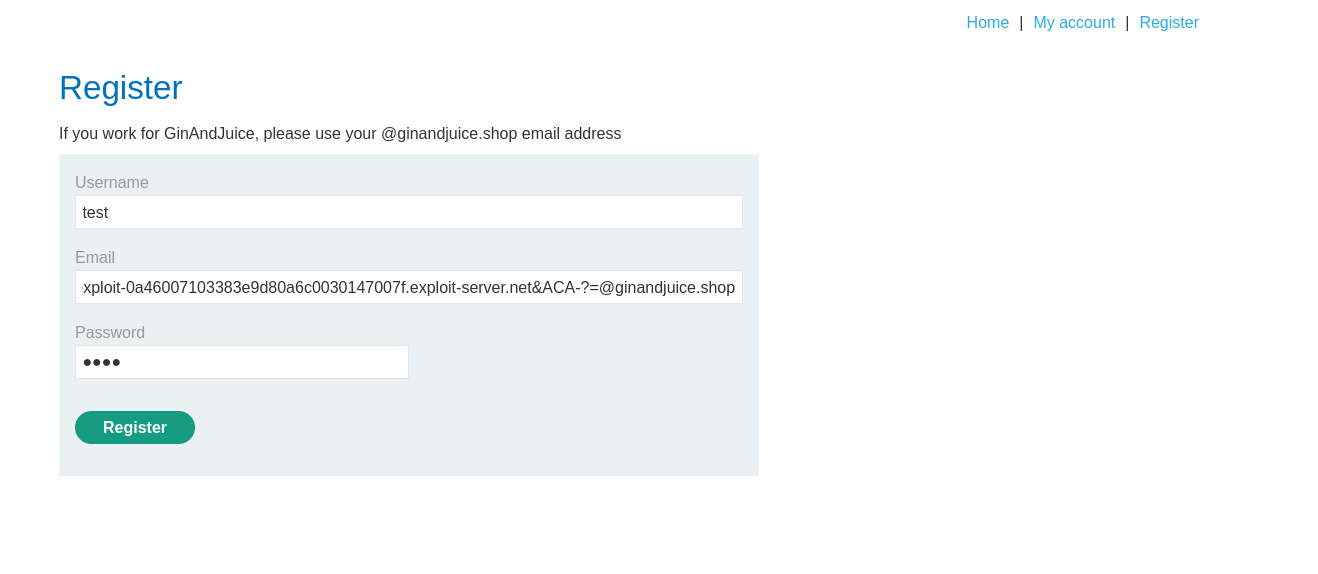 Home | My account | Register
Register
If you work for GinAndJuice, please use your @ginandjuice.shop email address
Username
test
Email
xploit-0a46007103383e9d80a6c0030147007f.exploit-server.net&ACA-?=@ginandjuice.shop
Password
●●●●
Register